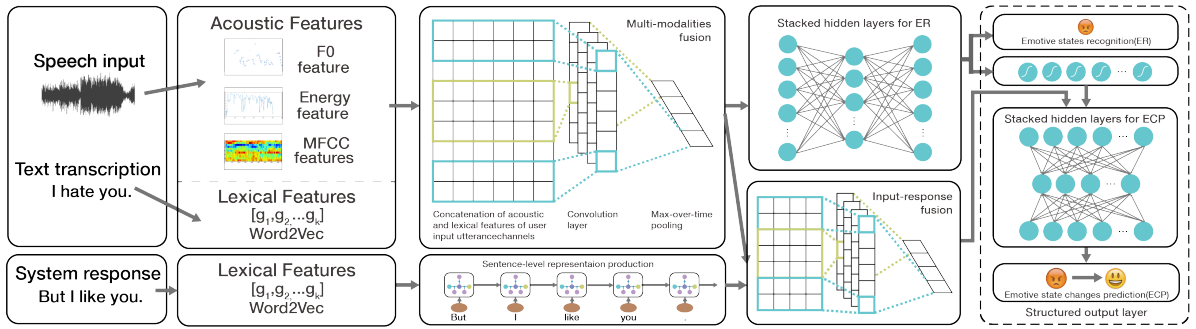 Speech input
Text transcription
I hate you.
System response
But I like you.
Acoustic Features
F0
feature
Energy
feature
MFCC
features
Lexical Features
[g1,g2,...gk]
Word2Vec
Lexical Features
[g1,g2,...gk]
Word2Vec
Multi-modalities
fusion
Concatenation of acoustic
and lexical features of user
input utterancechannels
Convolution
layer
Max-over-time
pooling
Sentence-level representaion production
But I like you .
Stacked hidden layers for ER
Input-response
fusion
Emotive states recognition(ER)
Stacked hidden layers for ECP
Emotive state changes prediction(ECP)
Structured output layer